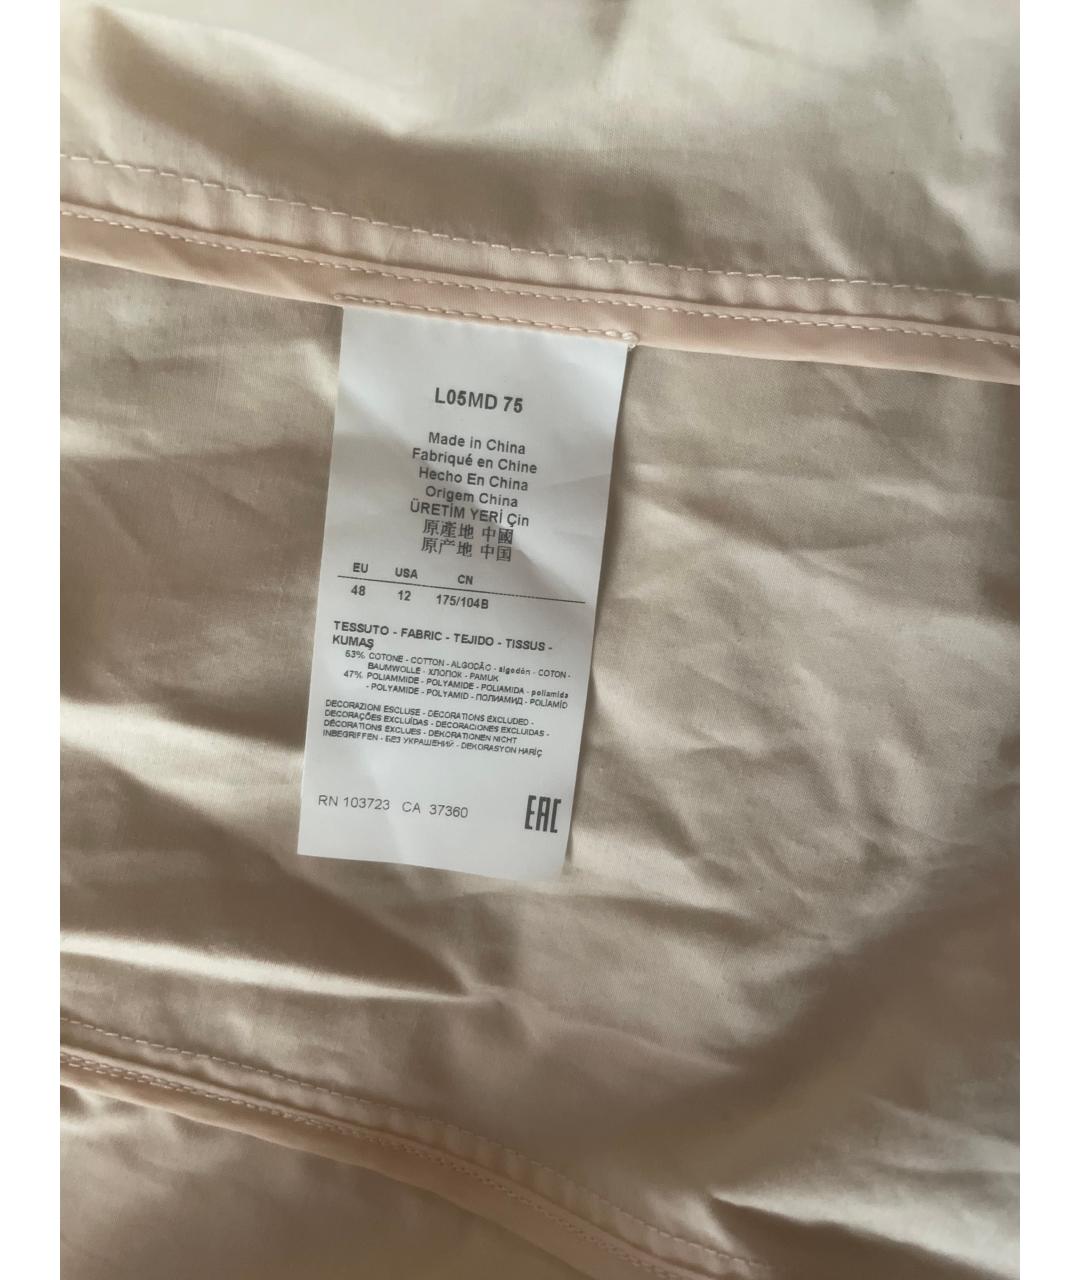 L05MD 75
Made in China
Fabriqué en Chine
Hecho En China
Origem China
ÜRETİM YERİ Çin
原產地 中國
原产地 中国
EU USA CN
48 12 175/104B
TESSUTO - FABRIC - TEJIDO - TISSUS -
KUMAŞ
53% COTONE - COTTON - ALGODÃO - algodón - COTON -
BAUMWOLLE - ХЛОПОК - PAMUK
47% POLIAMMIDE - POLYAMIDE - POLIAMIDA - poliamida
- POLYAMIDE - POLYAMID - ПОЛИАМИД - POLİAMİD
DECORAZIONI ESCLUSE - DECORATIONS EXCLUDED -
DECORAÇÕES EXCLUÍDAS - DECORACIONES EXCLUIDAS -
DÉCORATIONS EXCLUES - DEKORATIONEN NICHT
INBEGRIFFEN - БЕЗ УКРАШЕНИЙ - DEKORASYON HARİÇ
RN 103723 CA 37360
EAC